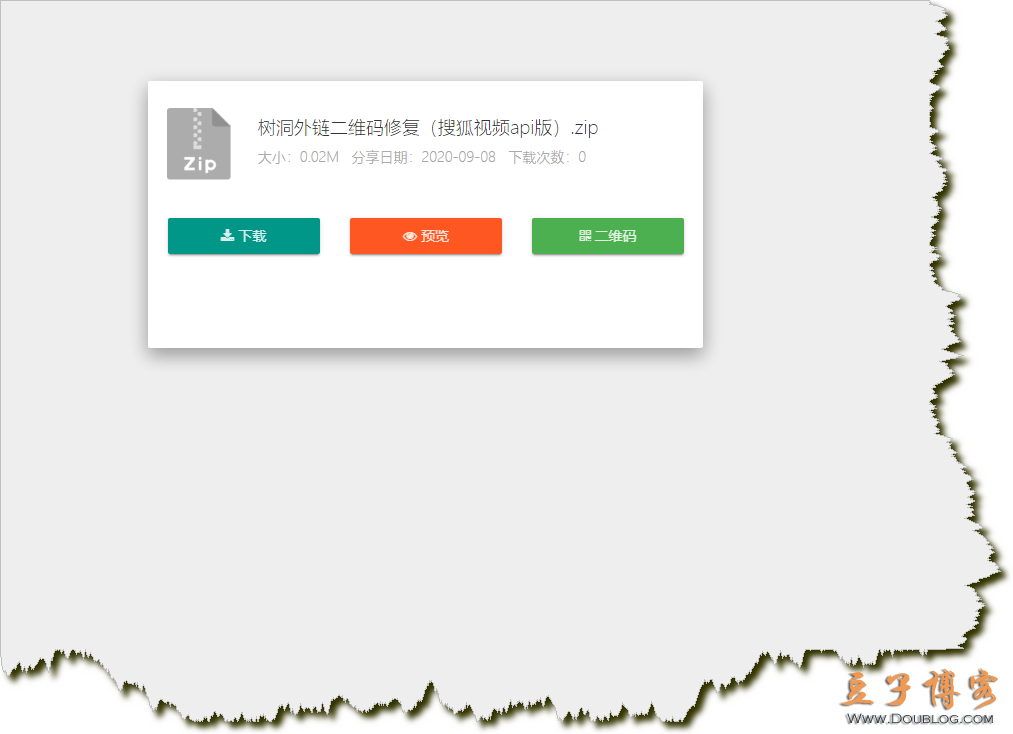 树洞外链二维码修复（搜狐视频api版）.zip
大小：0.02M 分享日期：2020-09-08 下载次数：0
Zip
下载 预览 二维码
豆子博客
WWW.DOUBLOG.COM